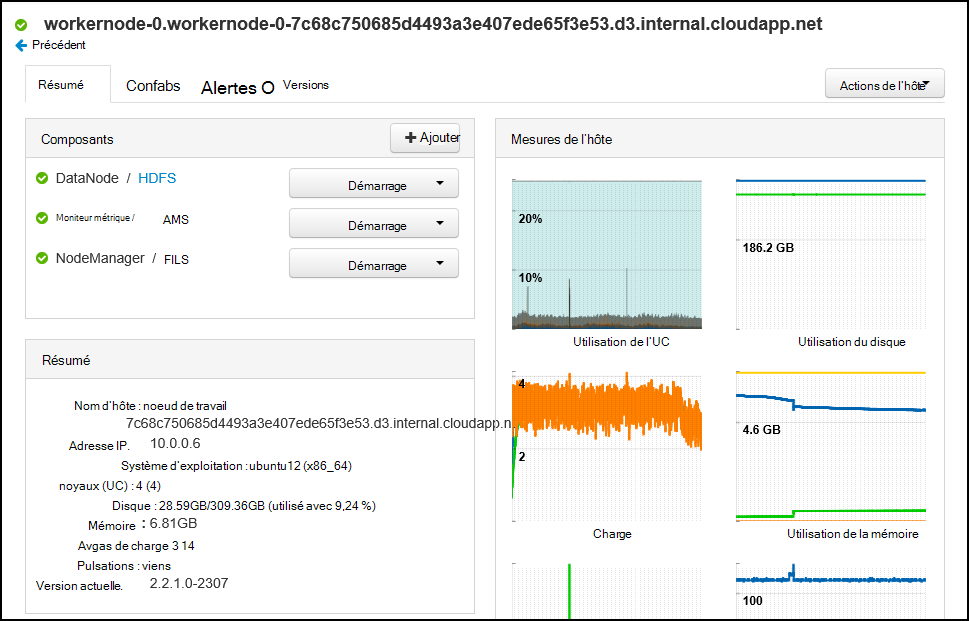 workernode-0.workernode-0-7c68c750685d4493a3e407ede65f3e53.d3.internal.cloudapp.net
Précédent
Résumé Confabs Alertes O Versions Actions de l'hôte
Composants + Ajouter
DataNode / HDFS Démarrage
Moniteur métrique / AMS Démarrage
NodeManager / FILS Démarrage
Résumé
Nom d'hôte : noeud de travail
7c68c750685d4493a3e407ede65f3e53.d3.internal.cloudapp.n
Adresse IP. 10.0.0.6
Système d'exploitation :ubuntu12 (x86_64)
noyaux (UC) : 4 (4)
Disque : 28.59GB/309.36GB (utilisé avec 9,24 %)
Mémoire : 6.81GB
Avgas de charge 3 14
Pulsations : viens
Version actuelle. 2.2.1.0-2307
Mesures de l'hôte
20%
10%
Utilisation de l'UC
186.2 GB
Utilisation du disque
4
2
Charge
4.6 GB
Utilisation de la mémoire
100